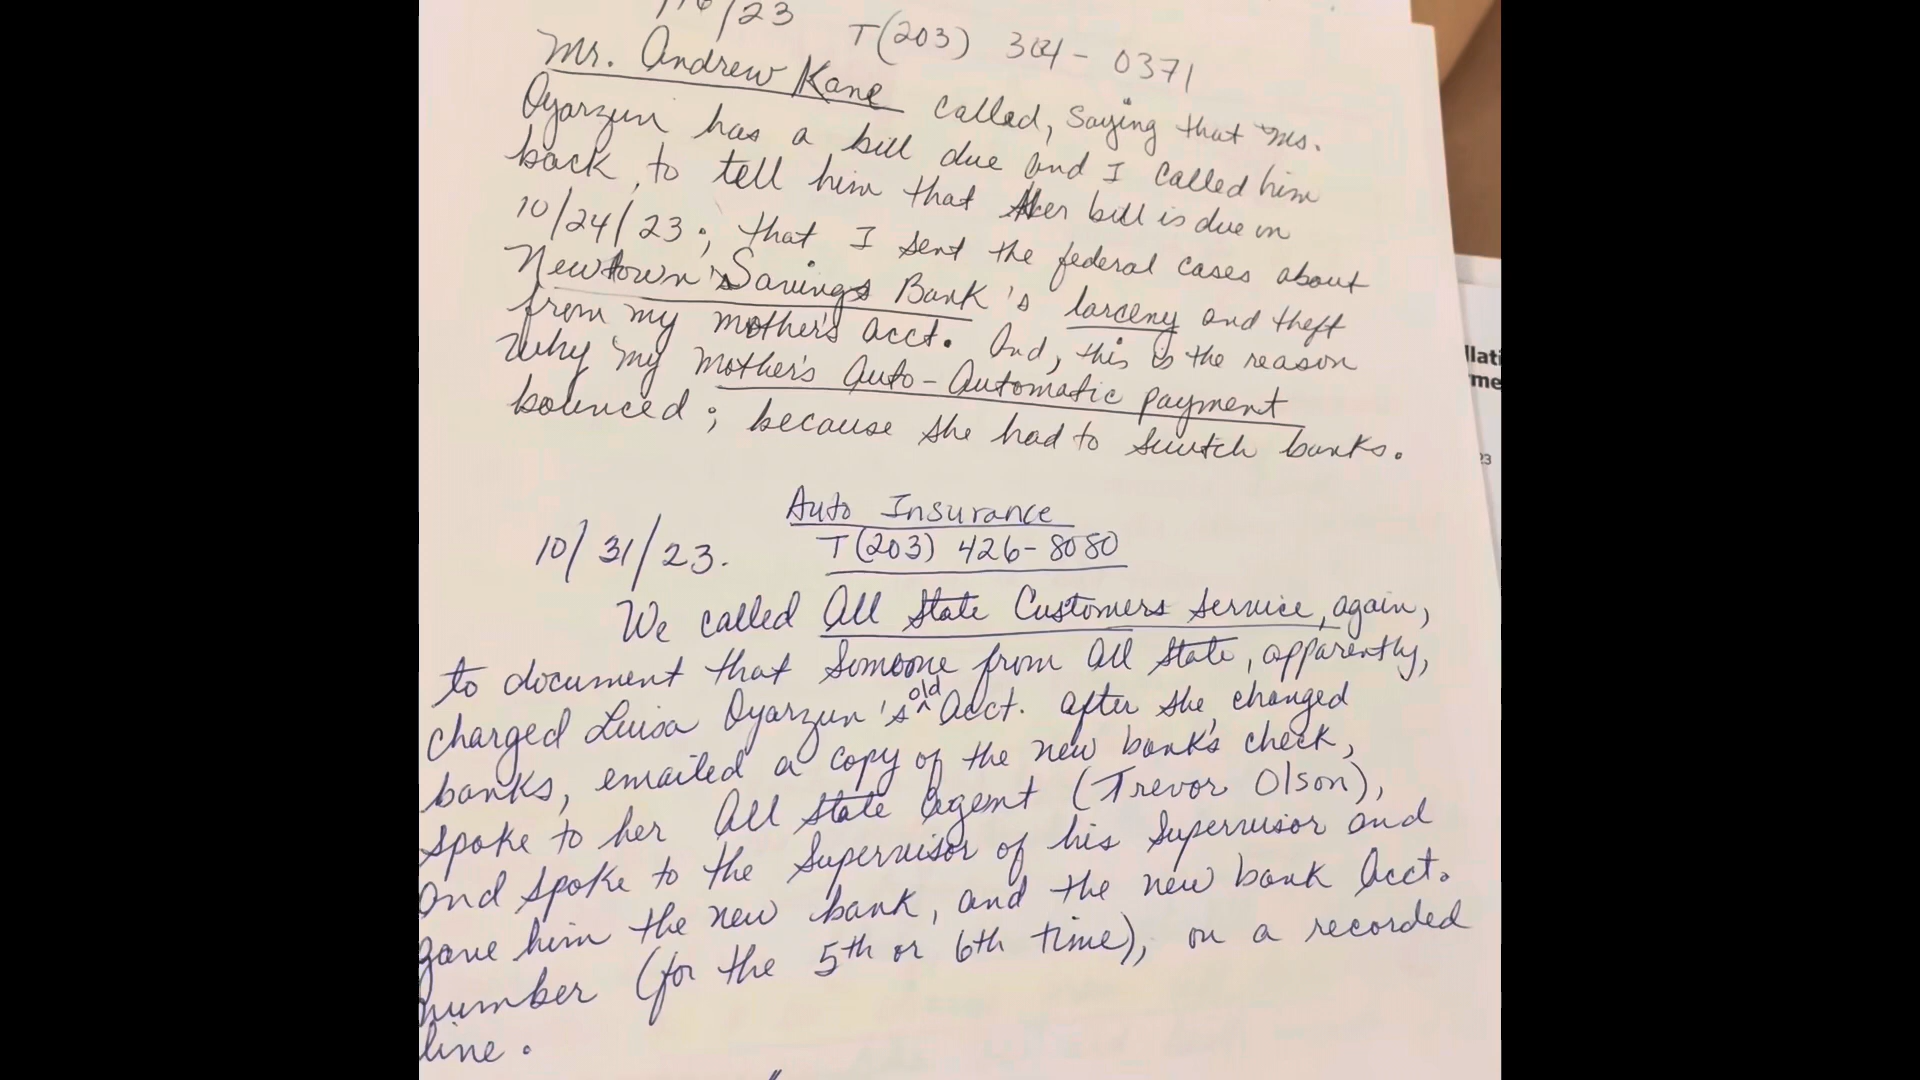 /16/23 T(203) 304-0371
Mr. Andrew Kane called, saying that Ms.
Oyarzun has a bill due and I called him
back, to tell him that her bill is due on
10/24/23; that I sent the federal cases about
Newtown Savings Bank's larceny and theft
from my mother's acct. And, this is the reason
why my mother's Auto-Automatic payment
bounced; because she had to switch banks.
Auto Insurance
10/31/23. T(203) 426-8080
We called All State Customers Service, again,
to document that someone from All State, apparently,
charged Luisa Oyarzun's old Acct. after she changed
banks, emailed a copy of the new bank's check,
spoke to her All State Agent (Trevor Olson),
and spoke to the Supervisor of his Supervisor and
gave him the new bank, and the new bank Acct.
number (for the 5th or 6th time), on a recorded
line.
llati
me
23